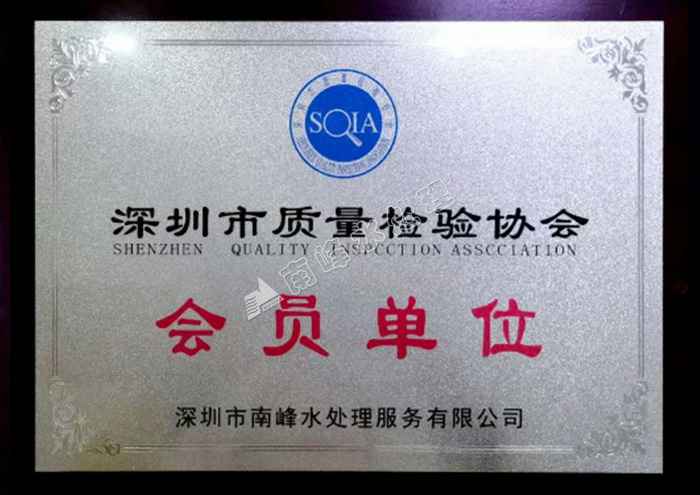 SQIA
深圳市质量检验协会
SHENZHEN QUALITY INSPCCTION ASSCCIATION
会员单位
深圳市南峰水处理服务有限公司